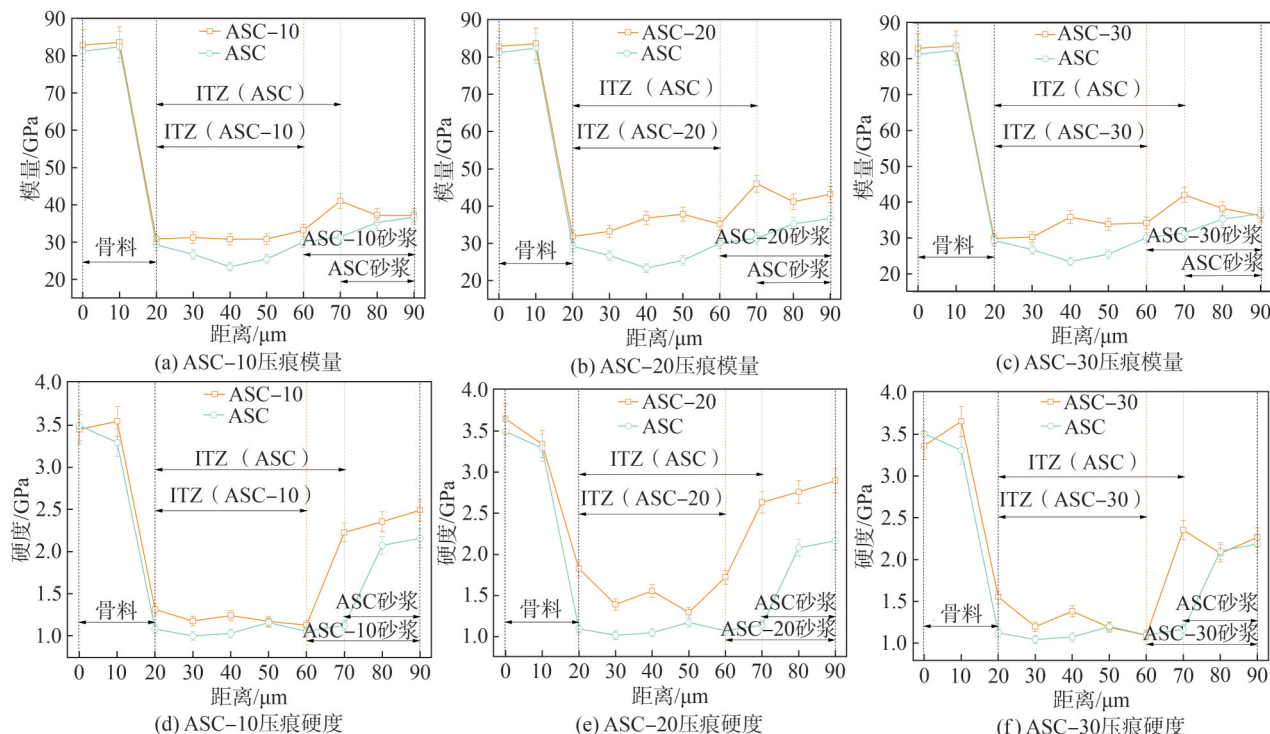 90
80
70
60
50
40
30
20
模量/GPa
ASC–10
ASC
ITZ（ASC）
ITZ（ASC–10）
骨料
ASC–10砂浆
ASC砂浆
0 10 20 30 40 50 60 70 80 90
距离/μm
(a) ASC–10压痕模量
90
80
70
60
50
40
30
20
模量/GPa
ASC–20
ASC
ITZ（ASC）
ITZ（ASC–20）
骨料
ASC–20砂浆
ASC砂浆
0 10 20 30 40 50 60 70 80 90
距离/μm
(b) ASC–20压痕模量
90
80
70
60
50
40
30
20
模量/GPa
ASC–30
ASC
ITZ（ASC）
ITZ（ASC–30）
骨料
ASC–30砂浆
ASC砂浆
0 10 20 30 40 50 60 70 80 90
距离/μm
(c) ASC–30压痕模量
4.0
3.5
3.0
2.5
2.0
1.5
1.0
硬度/GPa
ASC–10
ASC
ITZ（ASC）
ITZ（ASC–10）
骨料
ASC砂浆
ASC–10砂浆
0 10 20 30 40 50 60 70 80 90
距离/μm
(d) ASC–10压痕硬度
4.0
3.5
3.0
2.5
2.0
1.5
1.0
硬度/GPa
ASC–20
ASC
ITZ（ASC）
ITZ（ASC–20）
骨料
ASC砂浆
ASC–20砂浆
0 10 20 30 40 50 60 70 80 90
距离/μm
(e) ASC–20压痕硬度
4.0
3.5
3.0
2.5
2.0
1.5
1.0
硬度/GPa
ASC–30
ASC
ITZ（ASC）
ITZ（ASC–30）
骨料
ASC砂浆
ASC–30砂浆
0 10 20 30 40 50 60 70 80 90
距离/μm
(f) ASC–30压痕硬度